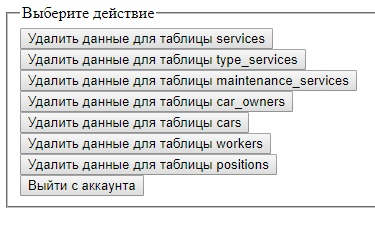 Выберите действие
Удалить данные для таблицы services
Удалить данные для таблицы type_services
Удалить данные для таблицы maintenance_services
Удалить данные для таблицы car_owners
Удалить данные для таблицы cars
Удалить данные для таблицы workers
Удалить данные для таблицы positions
Выйти с аккаунта